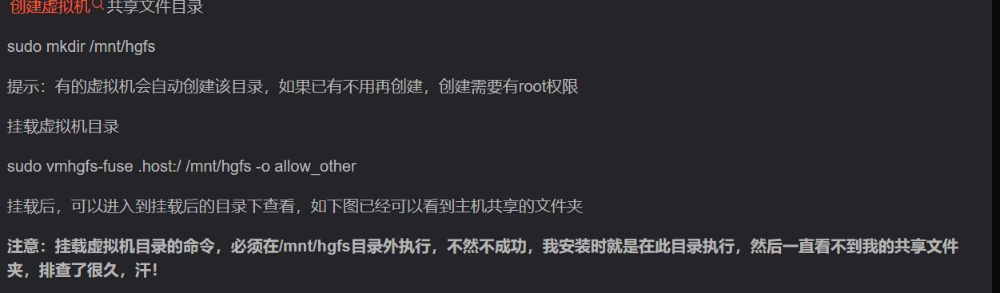 创建虚拟机共享文件目录
sudo mkdir /mnt/hgfs
提示：有的虚拟机会自动创建该目录，如果已有不用再创建，创建需要有root权限
挂载虚拟机目录
sudo vmhgfs-fuse .host:/ /mnt/hgfs -o allow_other
挂载后，可以进入到挂载后的目录下查看，如下图已经可以看到主机共享的文件夹
注意：挂载虚拟机目录的命令，必须在/mnt/hgfs目录外执行，不然不成功，我安装时就是在此目录执行，然后一直看不到我的共享文件
夹，排查了很久，汗！